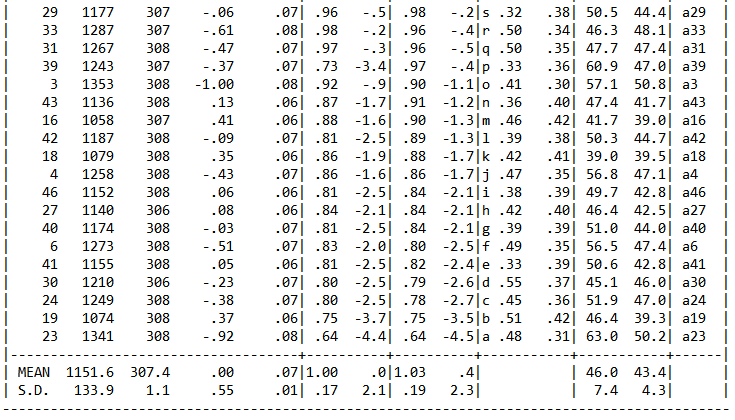 | 29 1177 307 -.06 .07| .96 -.5| .98 -.2|s .32 .38| 50.5 44.4| a29 |
| 33 1287 307 -.61 .08| .98 -.2| .96 -.4|r .50 .34| 46.3 48.1| a33 |
| 31 1267 308 -.47 .07| .97 -.3| .96 -.5|q .50 .35| 47.7 47.4| a31 |
| 39 1243 307 -.37 .07| .73 -3.4| .97 -.4|p .33 .36| 60.9 47.0| a39 |
| 3 1353 308 -1.00 .08| .92 -.9| .90 -1.1|o .41 .30| 57.1 50.8| a3 |
| 43 1136 308 .13 .06| .87 -1.7| .91 -1.2|n .36 .40| 47.4 41.7| a43 |
| 16 1058 307 .41 .06| .88 -1.6| .90 -1.3|m .46 .42| 41.7 39.0| a16 |
| 42 1187 308 -.09 .07| .81 -2.5| .89 -1.3|l .39 .38| 50.3 44.7| a42 |
| 18 1079 308 .35 .06| .86 -1.9| .88 -1.7|k .42 .41| 39.0 39.5| a18 |
| 4 1258 308 -.43 .07| .86 -1.6| .86 -1.7|j .47 .35| 56.8 47.1| a4 |
| 46 1152 308 .06 .06| .81 -2.5| .84 -2.1|i .38 .39| 49.7 42.8| a46 |
| 27 1140 306 .08 .06| .84 -2.1| .84 -2.1|h .42 .40| 46.4 42.5| a27 |
| 40 1174 308 -.03 .07| .81 -2.5| .84 -2.1|g .39 .39| 51.0 44.0| a40 |
| 6 1273 308 -.51 .07| .83 -2.0| .80 -2.5|f .49 .35| 56.5 47.4| a6 |
| 41 1155 308 .05 .06| .81 -2.5| .82 -2.4|e .33 .39| 50.6 42.8| a41 |
| 30 1210 306 -.23 .07| .80 -2.5| .79 -2.6|d .55 .37| 45.1 46.0| a30 |
| 24 1249 308 -.38 .07| .80 -2.5| .78 -2.7|c .45 .36| 51.9 47.0| a24 |
| 19 1074 308 .37 .06| .75 -3.7| .75 -3.5|b .51 .42| 46.4 39.3| a19 |
| 23 1341 308 -.92 .08| .64 -4.4| .64 -4.5|a .48 .31| 63.0 50.2| a23 |
| MEAN 1151.6 307.4 .00 .07|1.00 .0|1.03 .4| | 46.0 43.4| |
| S.D. 133.9 1.1 .55 .01| .17 2.1| .19 2.3| | 7.4 4.3| |